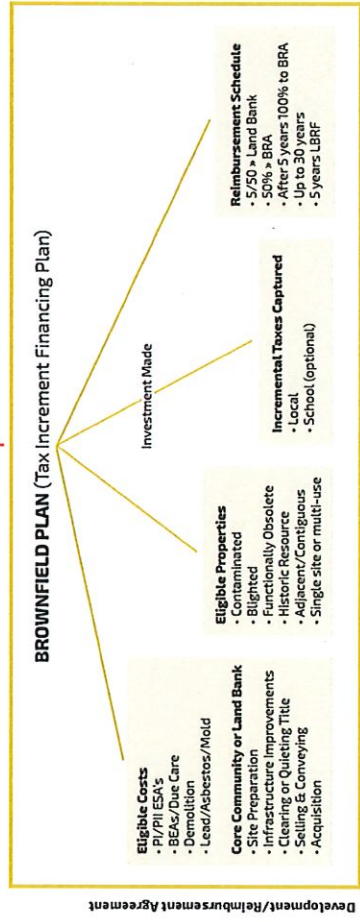 BROWNFIELD PLAN (Tax Increment Financing Plan)
Investment Made
Eligible Costs
• PI/PII ESA's
• BEAs/Due Care
• Demolition
• Lead/Asbestos/Mold
Core Community or Land Bank
• Site Preparation
• Infrastructure Improvements
• Clearing or Quieting Title
• Selling & Conveying
• Acquisition
Eligible Properties
• Contaminated
• Blighted
• Functionally Obsolete
• Historic Resource
• Adjacent/Contiguous
• Single site or multi-use
Incremental Taxes Captured
• Local
• School (optional)
Reimbursement Schedule
• 5/50 » Land Bank
• 50% » BRA
• After 5 years 100% to BRA
• Up to 30 years
• 5 years LBRF
Development/Reimbursement Agreement